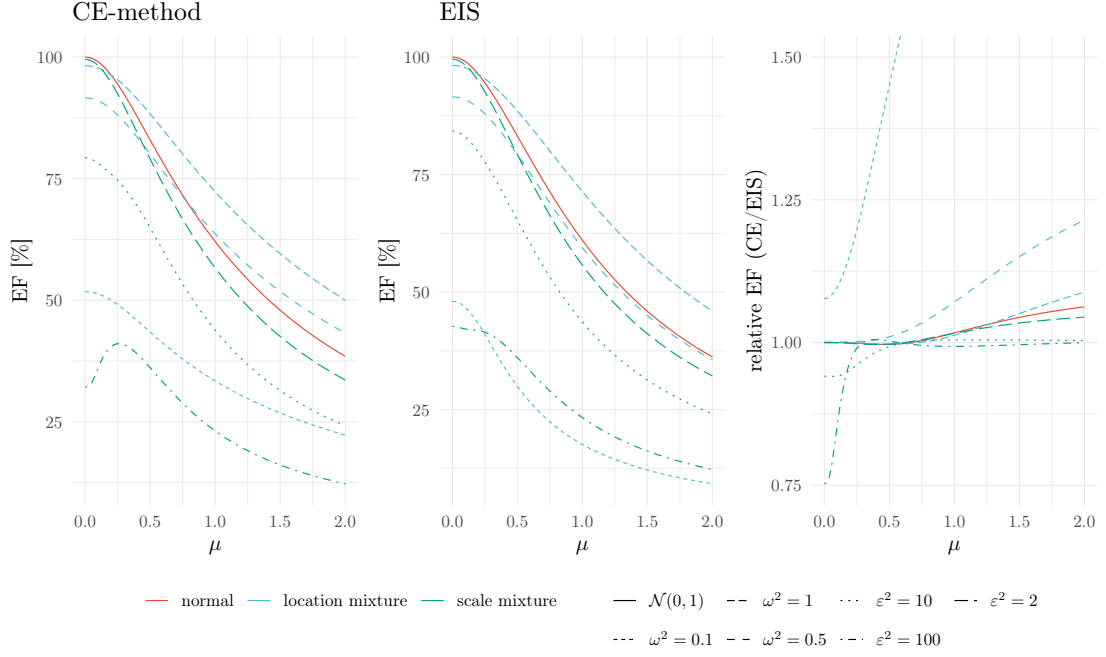 CE-method
EIS
100
75
50
25
EF [%]
0.0 0.5 1.0 1.5 2.0
μ
100
75
50
25
EF [%]
0.0 0.5 1.0 1.5 2.0
μ
1.50
1.25
1.00
0.75
relative EF (CE/EIS)
0.0 0.5 1.0 1.5 2.0
μ
normal location mixture scale mixture
𝒩(0, 1) ω² = 1 ε² = 10 ε² = 2
ω² = 0.1 ω² = 0.5 ε² = 100